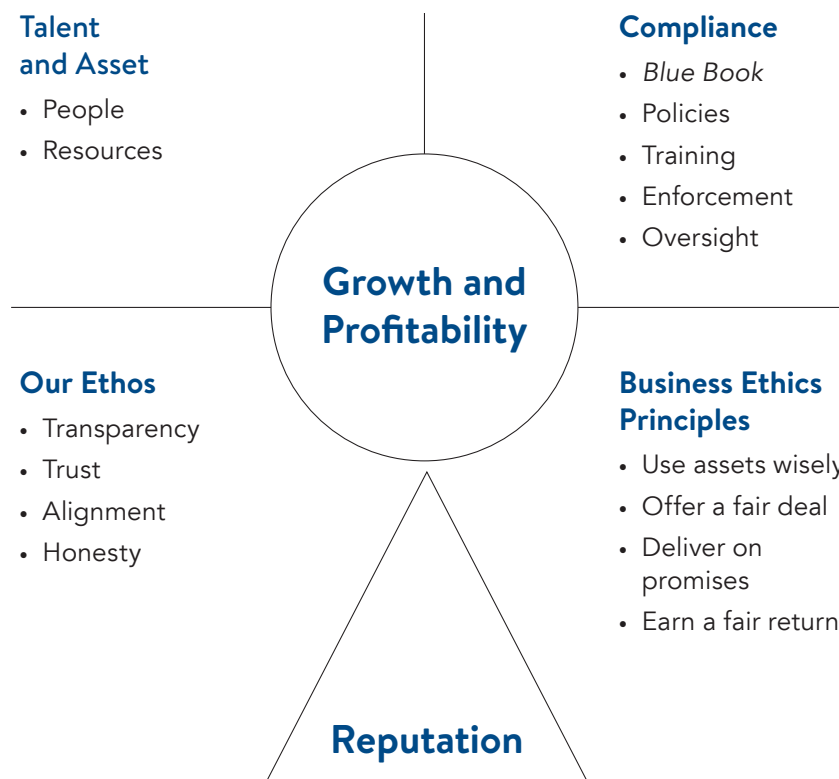 Talent
and Asset
• People
• Resources
Compliance
• Blue Book
• Policies
• Training
• Enforcement
• Oversight
Growth and
Profitability
Our Ethos
• Transparency
• Trust
• Alignment
• Honesty
Business Ethics
Principles
• Use assets wisely
• Offer a fair deal
• Deliver on
promises
• Earn a fair return
Reputation